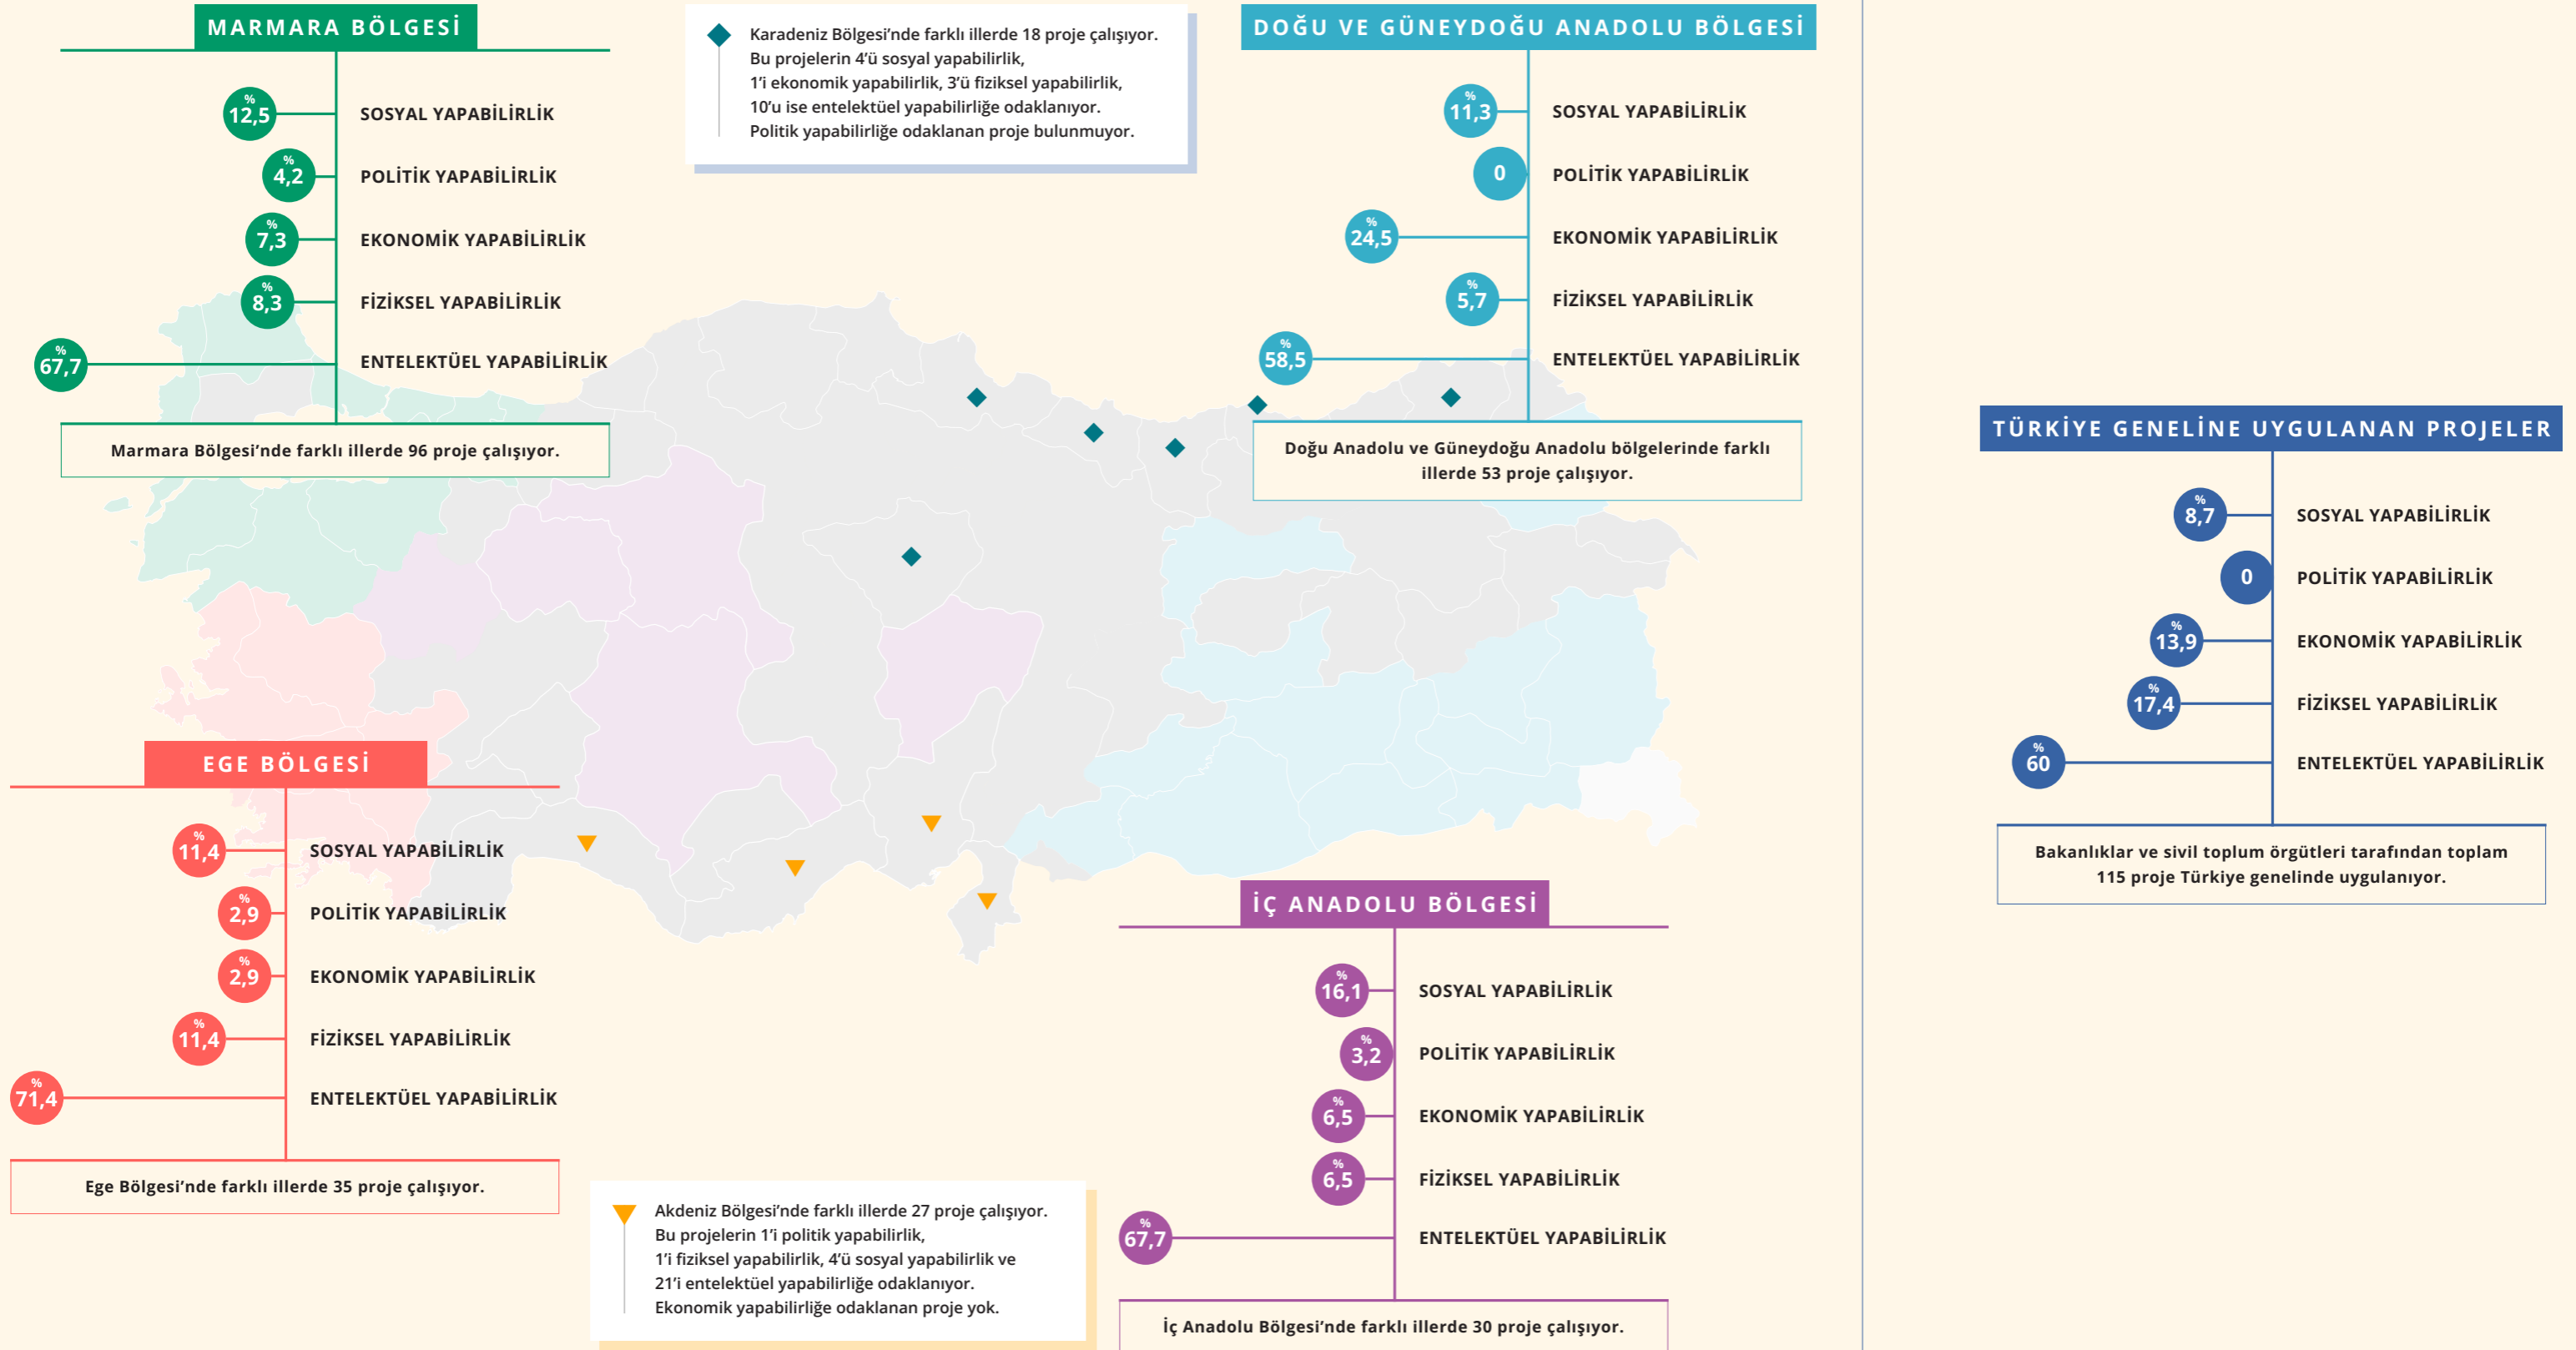 MARMARA BÖLGESİ
% 12,5 SOSYAL YAPABİLİRLİK
% 4,2 POLİTİK YAPABİLİRLİK
% 7,3 EKONOMİK YAPABİLİRLİK
% 8,3 FİZİKSEL YAPABİLİRLİK
% 67,7 ENTELEKTÜEL YAPABİLİRLİK
Marmara Bölgesi’nde farklı illerde 96 proje çalışıyor.
Karadeniz Bölgesi’nde farklı illerde 18 proje çalışıyor.
Bu projelerin 4’ü sosyal yapabilirlik,
1’i ekonomik yapabilirlik, 3’ü fiziksel yapabilirlik,
10’u ise entelektüel yapabilirliğe odaklanıyor.
Politik yapabilirliğe odaklanan proje bulunmuyor.
DOĞU VE GÜNEYDOĞU ANADOLU BÖLGESİ
% 11,3 SOSYAL YAPABİLİRLİK
0 POLİTİK YAPABİLİRLİK
% 24,5 EKONOMİK YAPABİLİRLİK
% 5,7 FİZİKSEL YAPABİLİRLİK
% 58,5 ENTELEKTÜEL YAPABİLİRLİK
Doğu Anadolu ve Güneydoğu Anadolu bölgelerinde farklı
illerde 53 proje çalışıyor.
TÜRKİYE GENELİNE UYGULANAN PROJELER
% 8,7 SOSYAL YAPABİLİRLİK
0 POLİTİK YAPABİLİRLİK
% 13,9 EKONOMİK YAPABİLİRLİK
% 17,4 FİZİKSEL YAPABİLİRLİK
% 60 ENTELEKTÜEL YAPABİLİRLİK
Bakanlıklar ve sivil toplum örgütleri tarafından toplam
115 proje Türkiye genelinde uygulanıyor.
EGE BÖLGESİ
% 11,4 SOSYAL YAPABİLİRLİK
% 2,9 POLİTİK YAPABİLİRLİK
% 2,9 EKONOMİK YAPABİLİRLİK
% 11,4 FİZİKSEL YAPABİLİRLİK
% 71,4 ENTELEKTÜEL YAPABİLİRLİK
Ege Bölgesi’nde farklı illerde 35 proje çalışıyor.
Akdeniz Bölgesi’nde farklı illerde 27 proje çalışıyor.
Bu projelerin 1’i politik yapabilirlik,
1’i fiziksel yapabilirlik, 4’ü sosyal yapabilirlik ve
21’i entelektüel yapabilirliğe odaklanıyor.
Ekonomik yapabilirliğe odaklanan proje yok.
İÇ ANADOLU BÖLGESİ
% 16,1 SOSYAL YAPABİLİRLİK
% 3,2 POLİTİK YAPABİLİRLİK
% 6,5 EKONOMİK YAPABİLİRLİK
% 6,5 FİZİKSEL YAPABİLİRLİK
% 67,7 ENTELEKTÜEL YAPABİLİRLİK
İç Anadolu Bölgesi’nde farklı illerde 30 proje çalışıyor.